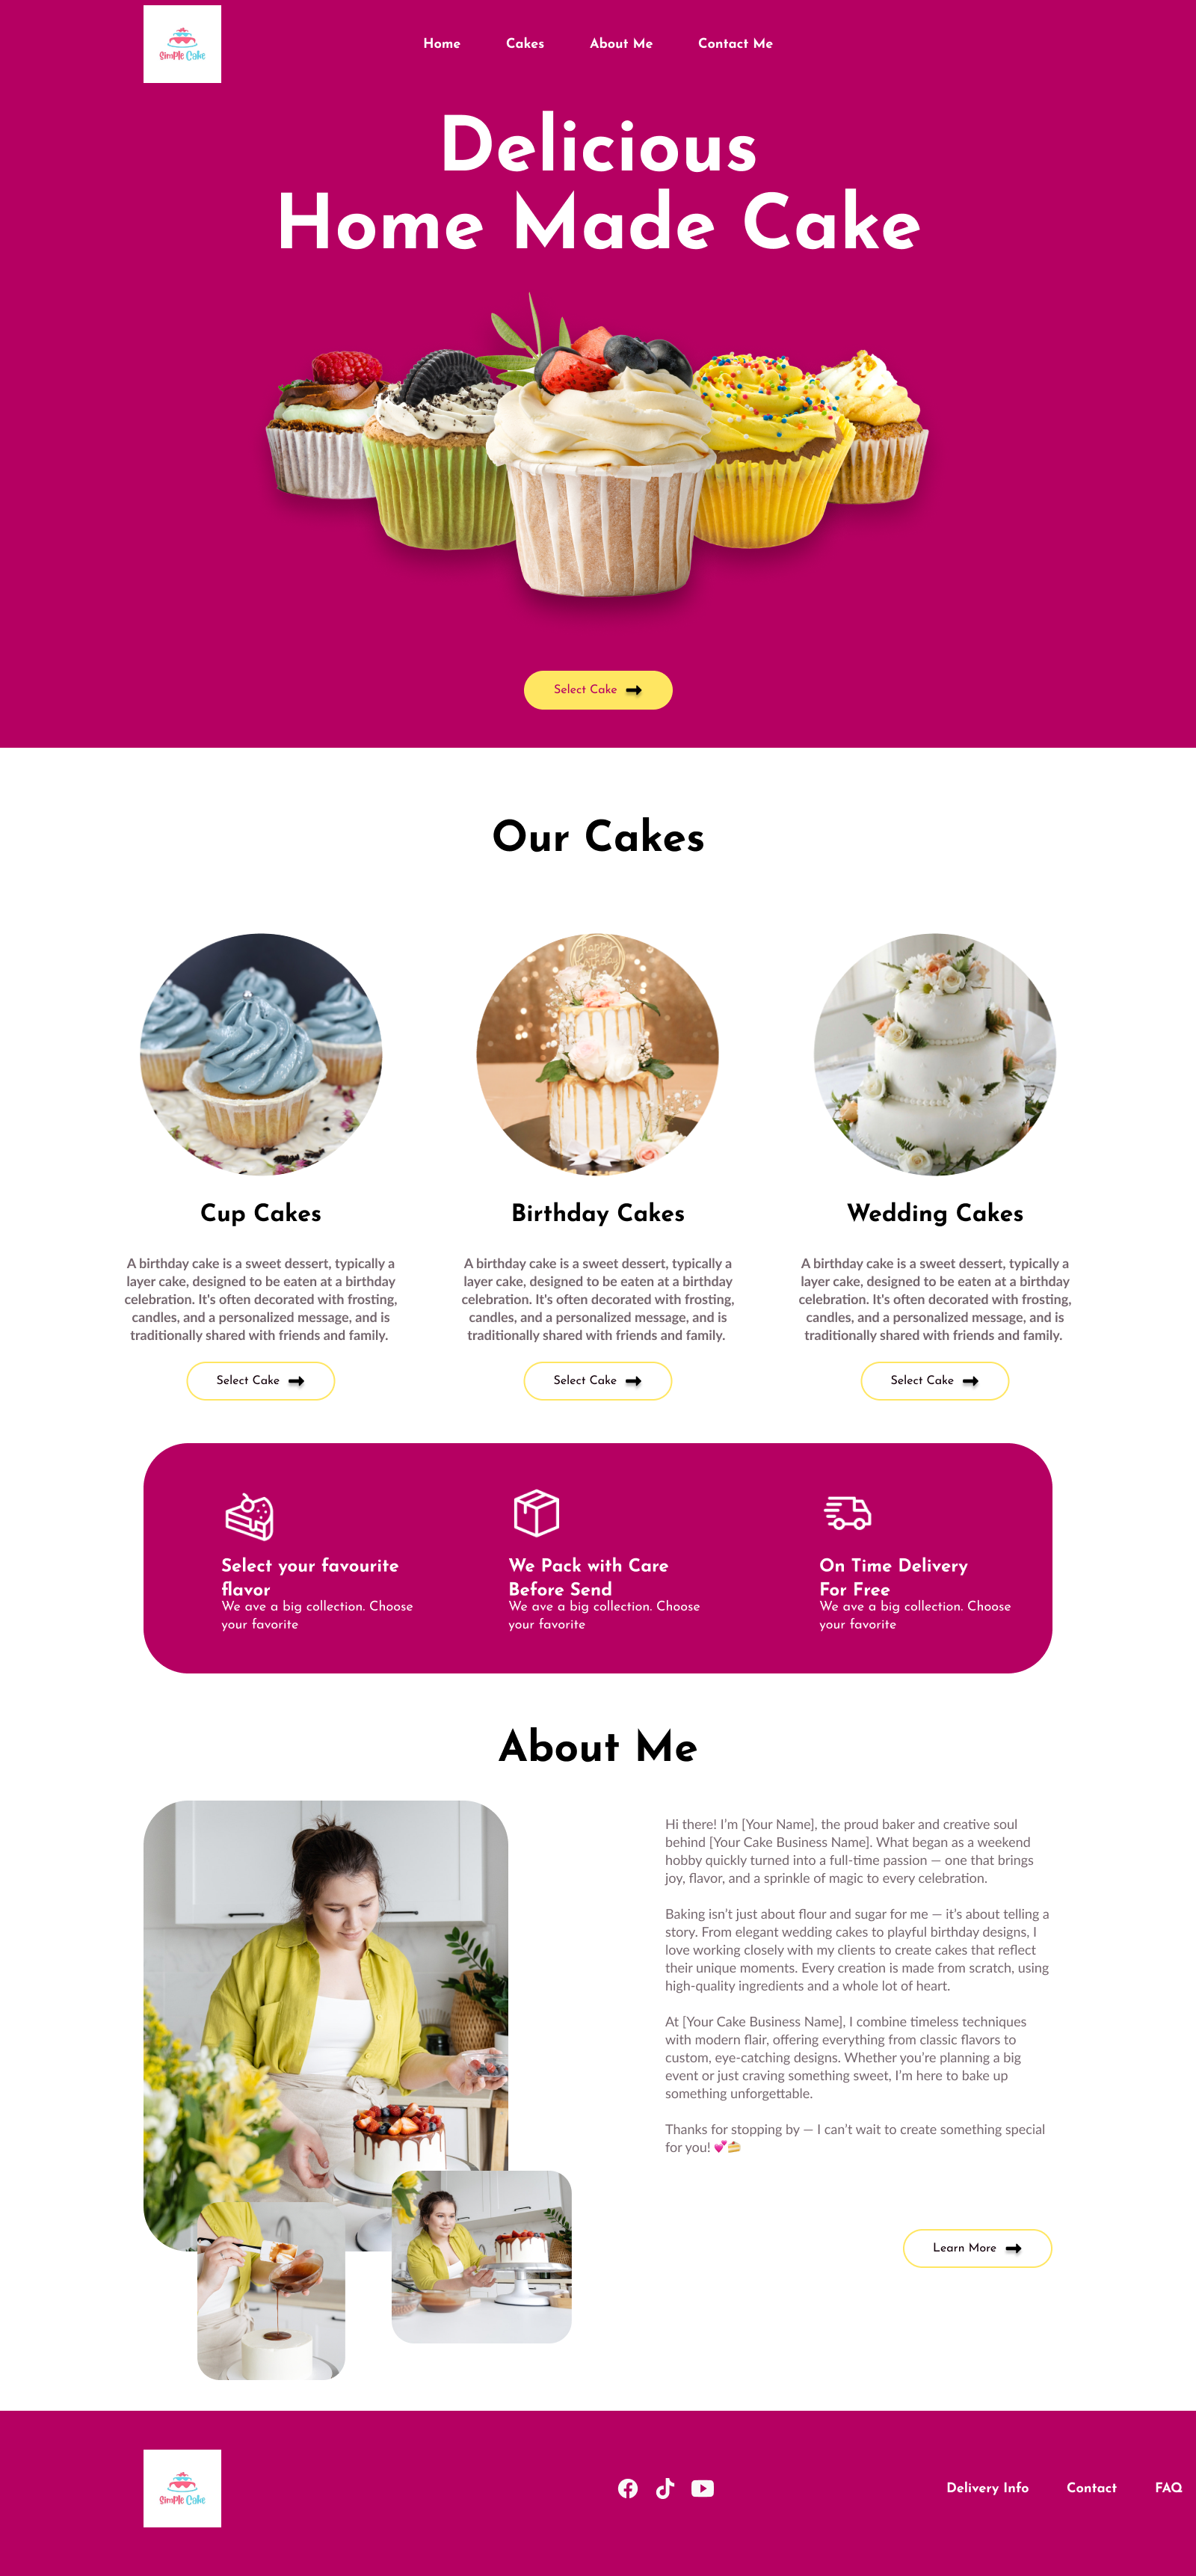 Simple Cake
Home Cakes About Me Contact Me
Delicious
Home Made Cake
Select Cake
Our Cakes
happy
birthday
Cup Cakes
A birthday cake is a sweet dessert, typically a
layer cake, designed to be eaten at a birthday
celebration. It's often decorated with frosting,
candles, and a personalized message, and is
traditionally shared with friends and family.
Select Cake
Birthday Cakes
A birthday cake is a sweet dessert, typically a
layer cake, designed to be eaten at a birthday
celebration. It's often decorated with frosting,
candles, and a personalized message, and is
traditionally shared with friends and family.
Select Cake
Wedding Cakes
A birthday cake is a sweet dessert, typically a
layer cake, designed to be eaten at a birthday
celebration. It's often decorated with frosting,
candles, and a personalized message, and is
traditionally shared with friends and family.
Select Cake
Select your favourite
flavor
We ave a big collection. Choose
your favorite
We Pack with Care
Before Send
We ave a big collection. Choose
your favorite
On Time Delivery
For Free
We ave a big collection. Choose
your favorite
About Me
Hi there! I’m [Your Name], the proud baker and creative soul
behind [Your Cake Business Name]. What began as a weekend
hobby quickly turned into a full-time passion — one that brings
joy, flavor, and a sprinkle of magic to every celebration.
Baking isn’t just about flour and sugar for me — it’s about telling a
story. From elegant wedding cakes to playful birthday designs, I
love working closely with my clients to create cakes that reflect
their unique moments. Every creation is made from scratch, using
high-quality ingredients and a whole lot of heart.
At [Your Cake Business Name], I combine timeless techniques
with modern flair, offering everything from classic flavors to
custom, eye-catching designs. Whether you’re planning a big
event or just craving something sweet, I’m here to bake up
something unforgettable.
Thanks for stopping by — I can’t wait to create something special
for you! 💕🍰
Learn More
Simple Cake
Delivery Info Contact FAQ